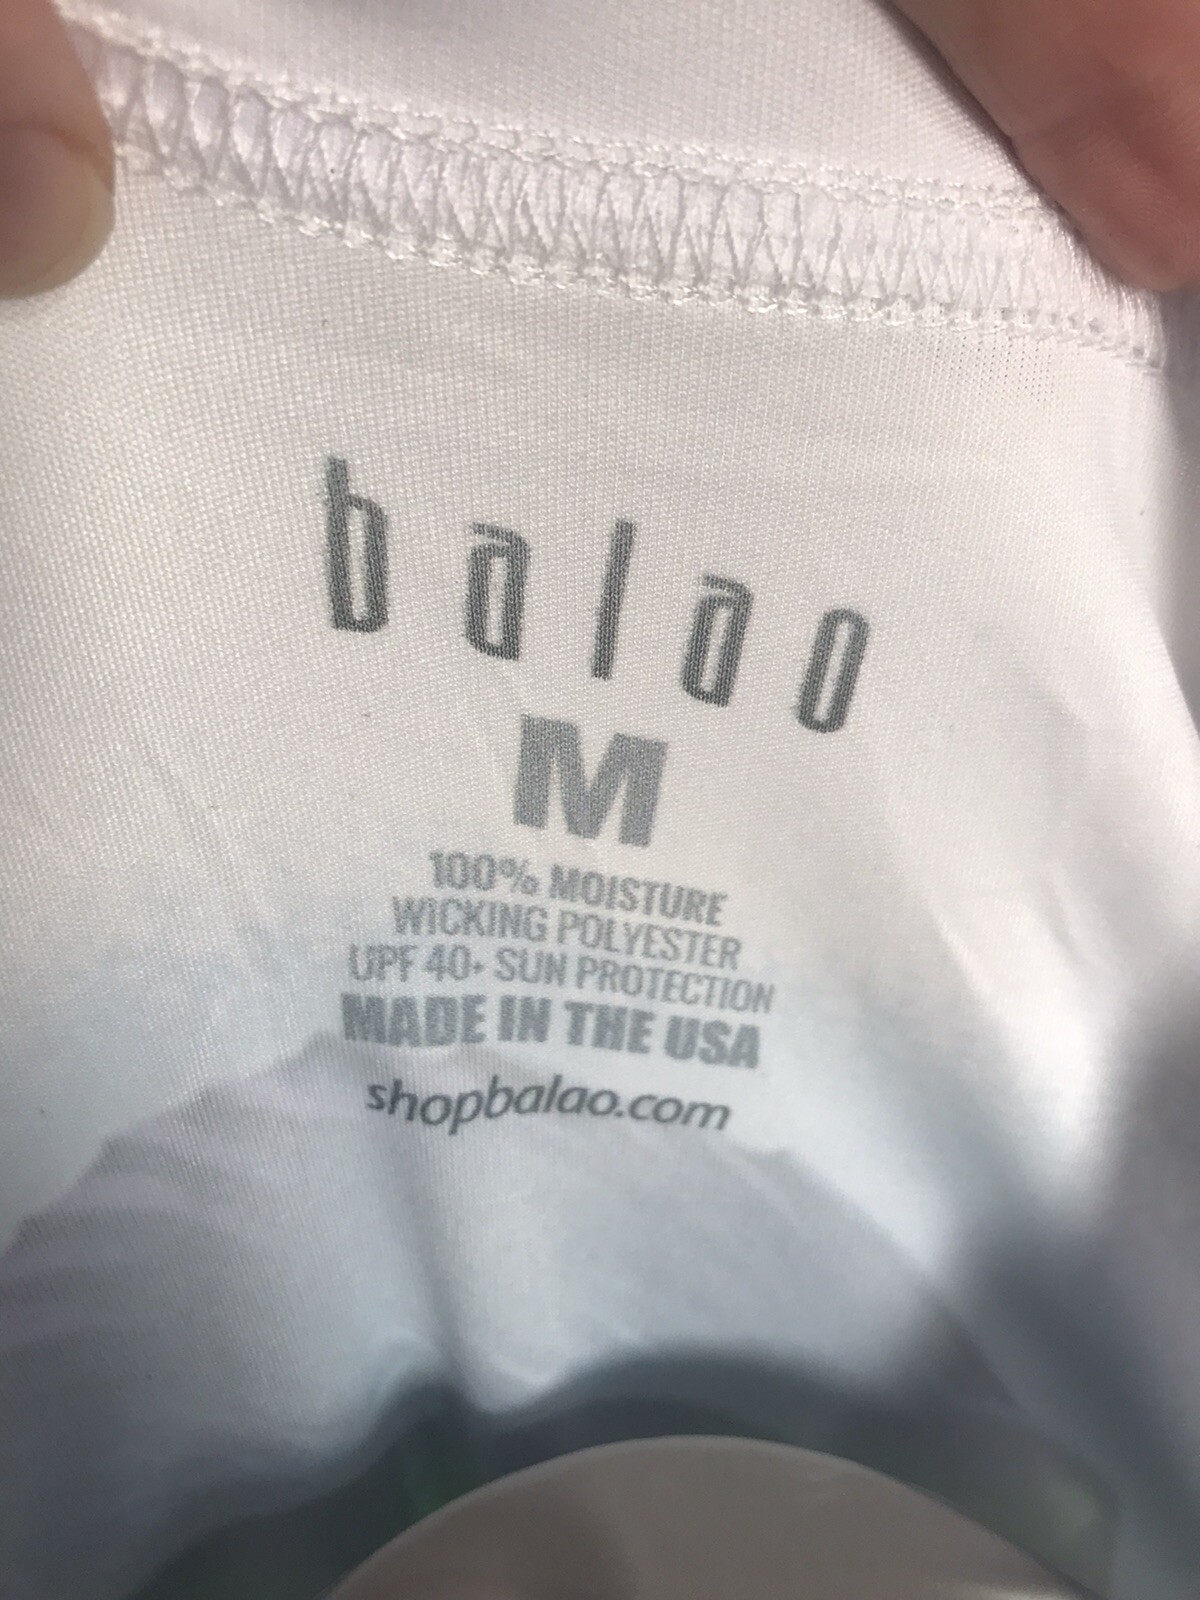 balao
M
100% MOISTURE
WICKING POLYESTER
UPF 40+ SUN PROTECTION
MADE IN THE USA
shopbalao.com